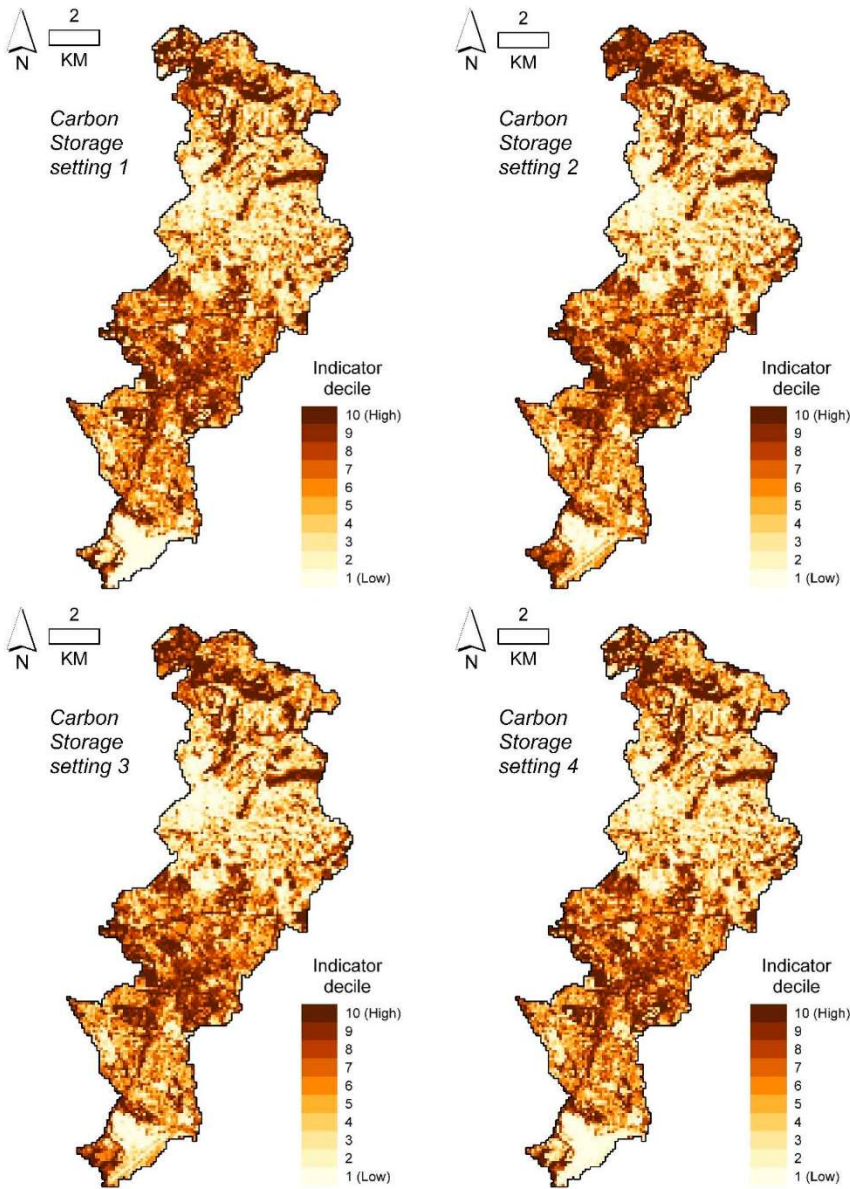 2
KM
N
Carbon
Storage
setting 1
Indicator
decile
10 (High)
9
8
7
6
5
4
3
2
1 (Low)
2
KM
N
Carbon
Storage
setting 2
Indicator
decile
10 (High)
9
8
7
6
5
4
3
2
1 (Low)
2
KM
N
Carbon
Storage
setting 3
Indicator
decile
10 (High)
9
8
7
6
5
4
3
2
1 (Low)
2
KM
N
Carbon
Storage
setting 4
Indicator
decile
10 (High)
9
8
7
6
5
4
3
2
1 (Low)